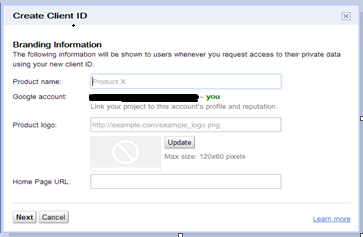 Create Client ID
Branding Information
The following information will be shown to users whenever you request access to their private data
using your new client ID.
Product name: Product X
Google account: - you
Link your project to this account's profile and reputation.
Product logo: http://example.com/example_logo.png
Update
Max size: 120x60 pixels
Home Page URL:
Next Cancel Learn more